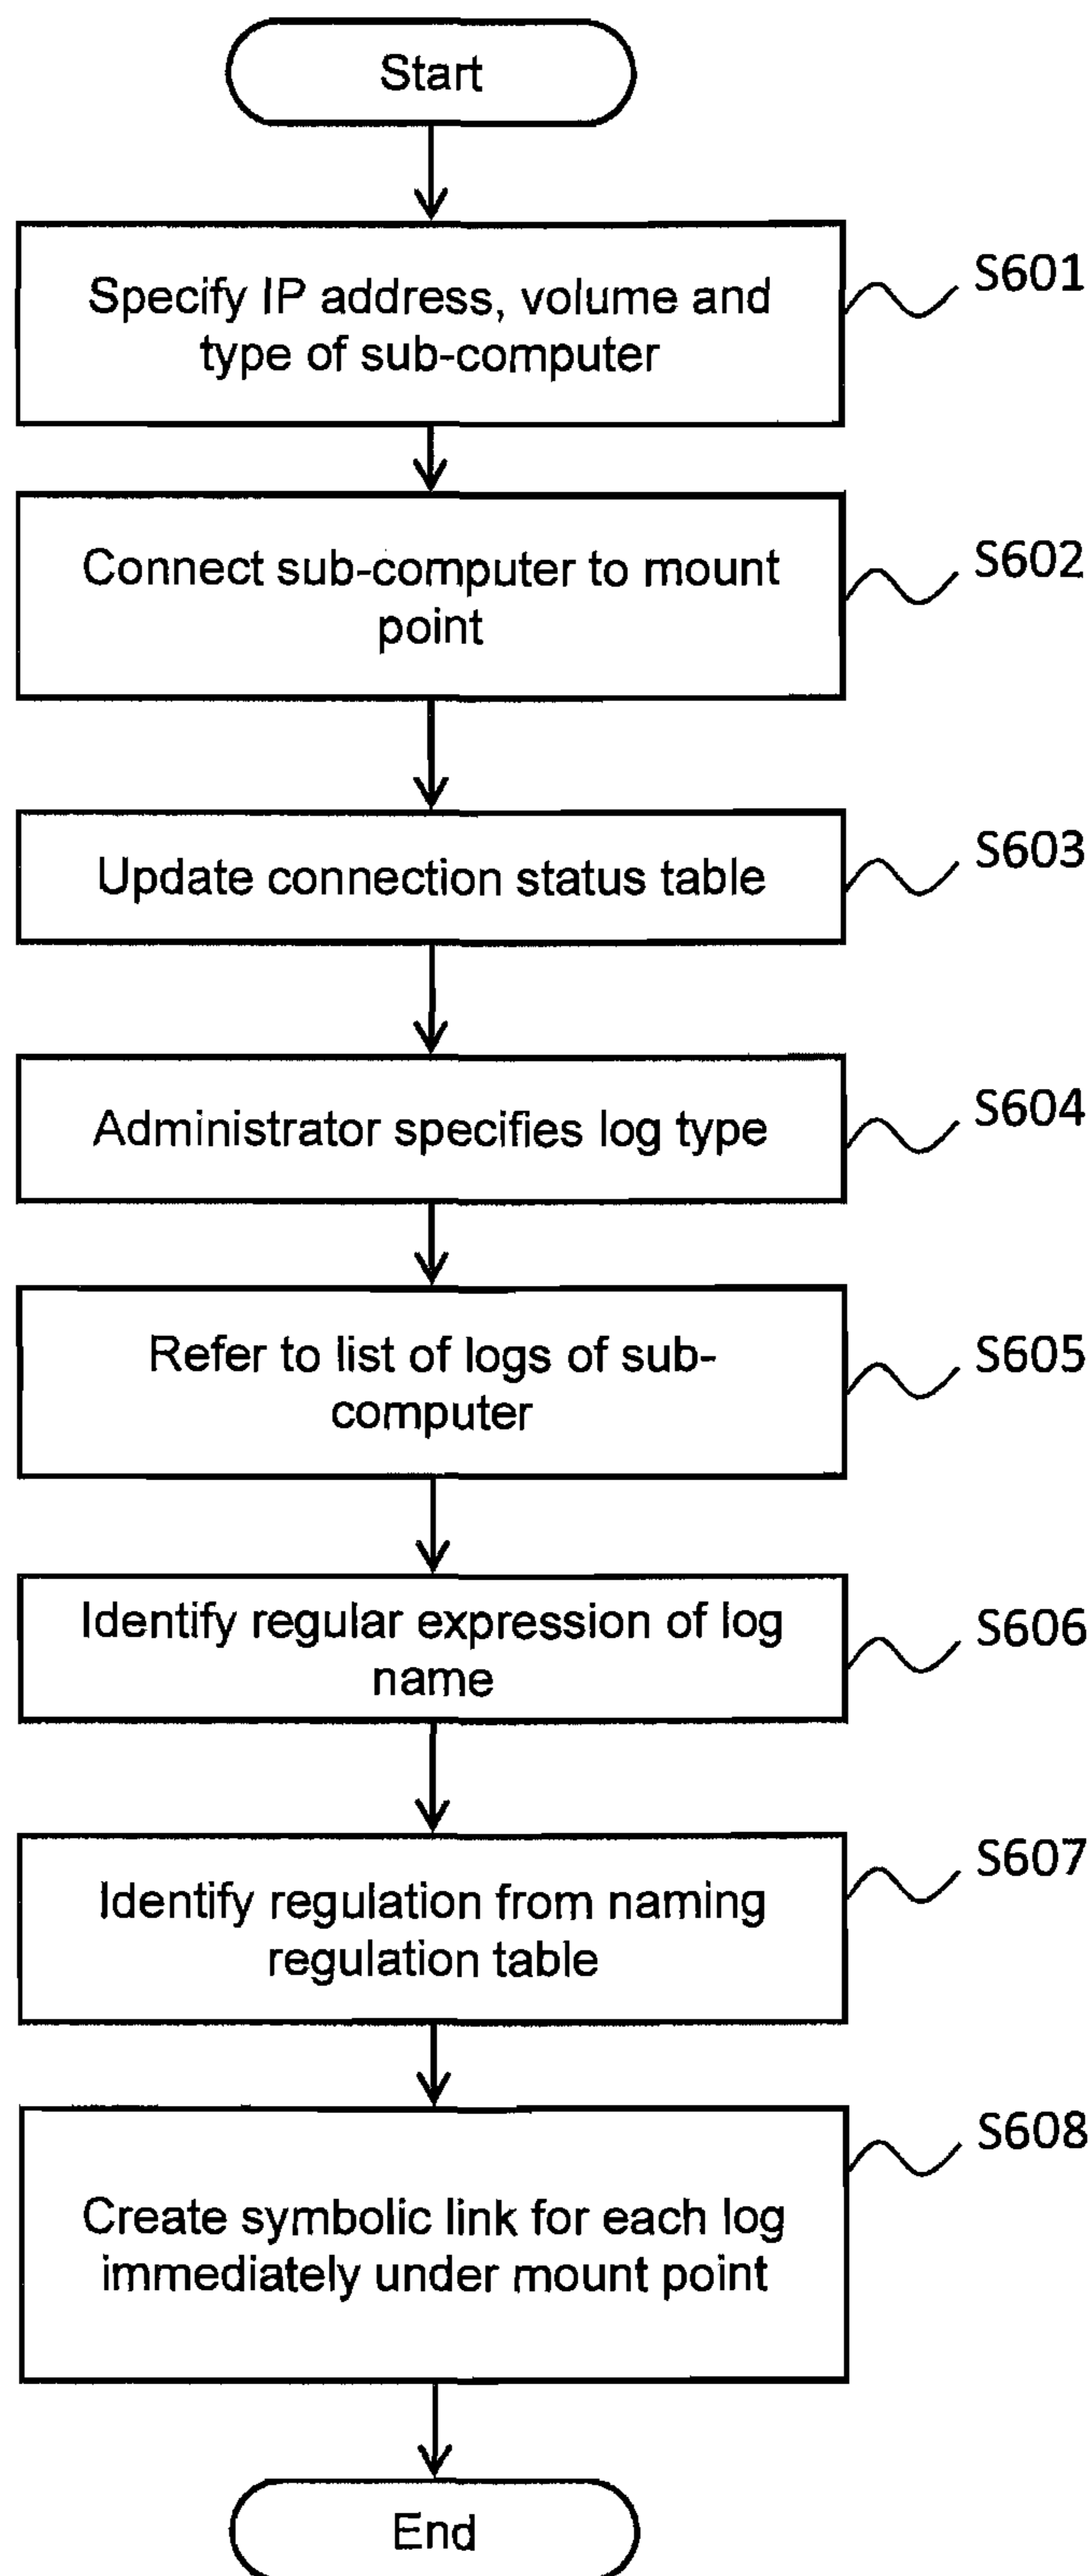 Start
Specify IP address, volume and
type of sub-computer
S601
Connect sub-computer to mount
point
S602
Update connection status table
S603
Administrator specifies log type
S604
Refer to list of logs of sub-
computer
S605
Identify regular expression of log
name
S606
Identify regulation from naming
regulation table
S607
Create symbolic link for each log
immediately under mount point
S608
End